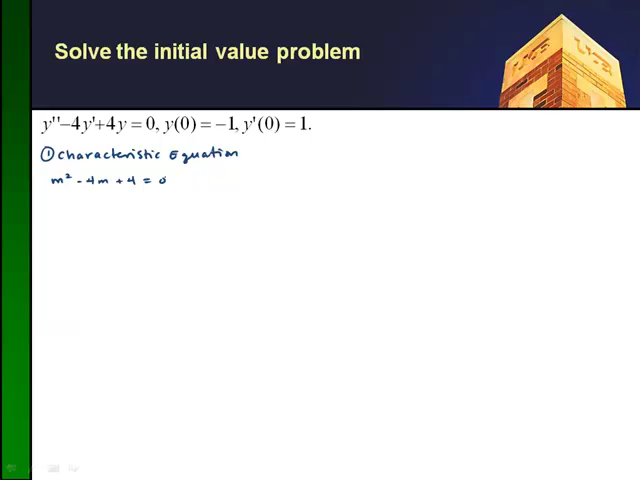 Solve the initial value problem
y''−4y'+4y = 0, y(0) = −1, y'(0) = 1.
① Characteristic Equation
m² - 4m + 4 = 0
UTSA